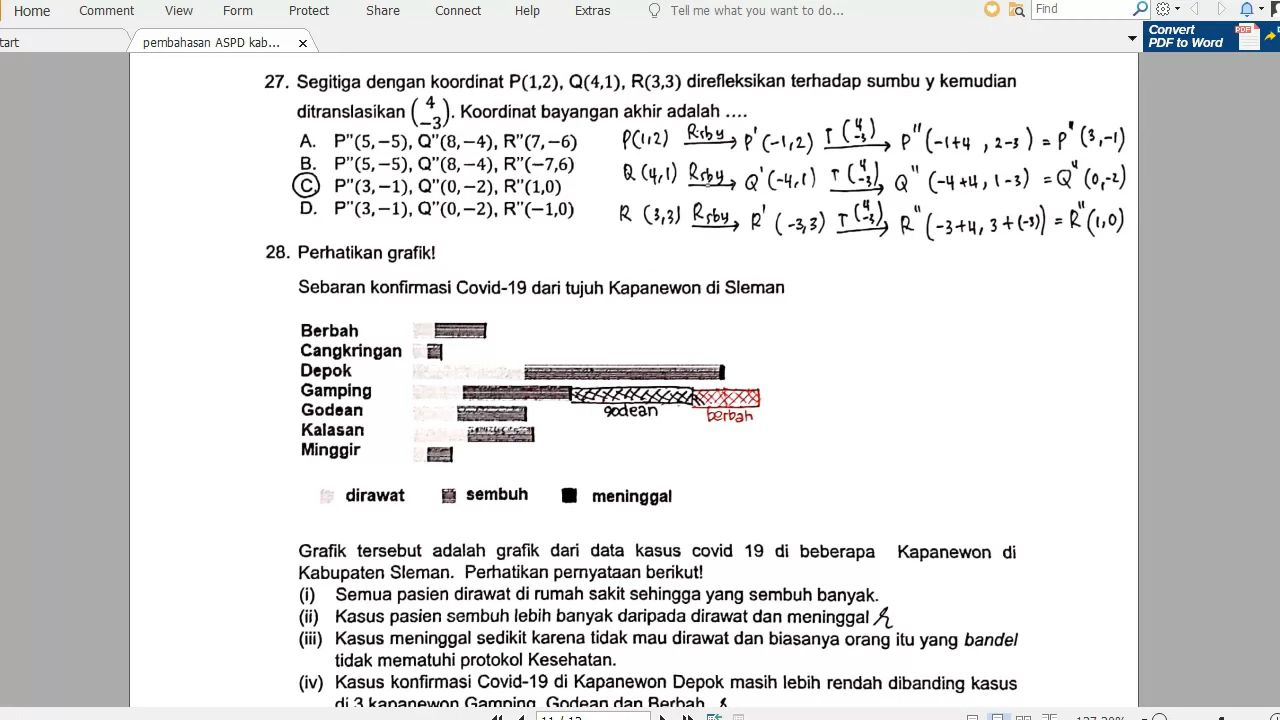 Home Comment View Form Protect Share Connect Help Extras Tell me what you want to do... Find
tart pembahasan ASPD kab... × Convert PDF to Word
27. Segitiga dengan koordinat P(1,2), Q(4,1), R(3,3) direfleksikan terhadap sumbu y kemudian
ditranslasikan (4 −3). Koordinat bayangan akhir adalah ....
A. P"(5,−5), Q"(8,−4), R"(7,−6)
B. P"(5,−5), Q"(8,−4), R"(−7,6)
C. P"(3,−1), Q"(0,−2), R"(1,0)
D. P"(3,−1), Q"(0,−2), R"(−1,0)
P(1,2) Rsby P'(-1,2) T(4 -3) P"(-1+4, 2-3) = P"(3,-1)
Q(4,1) Rsby Q'(-4,1) T(4 -3) Q"(-4+4, 1-3) = Q"(0,-2)
R(3,3) Rsby R'(-3,3) T(4 -3) R"(-3+4, 3+(-3)) = R"(1,0)
28. Perhatikan grafik!
Sebaran konfirmasi Covid-19 dari tujuh Kapanewon di Sleman
Berbah
Cangkringan
Depok
Gamping
Godean
Kalasan
Minggir
godean
berbah
dirawat sembuh meninggal
Grafik tersebut adalah grafik dari data kasus covid 19 di beberapa Kapanewon di
Kabupaten Sleman. Perhatikan pernyataan berikut!
(i) Semua pasien dirawat di rumah sakit sehingga yang sembuh banyak.
(ii) Kasus pasien sembuh lebih banyak daripada dirawat dan meninggal
(iii) Kasus meninggal sedikit karena tidak mau dirawat dan biasanya orang itu yang bandel
tidak mematuhi protokol Kesehatan.
(iv) Kasus konfirmasi Covid-19 di Kapanewon Depok masih lebih rendah dibanding kasus
di 3 kapanewon Gamping, Godean dan Berbah